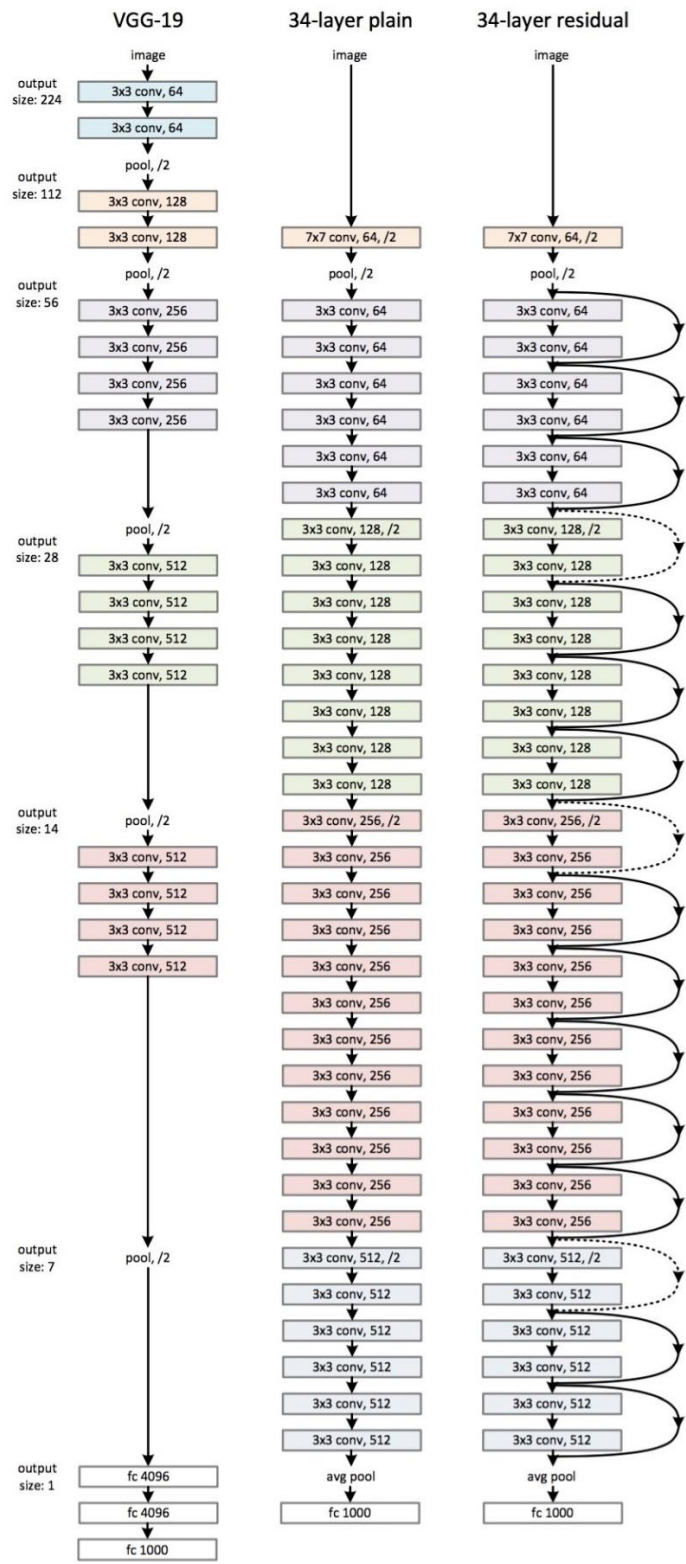 output
size: 224
output
size: 112
output
size: 56
output
size: 28
output
size: 14
output
size: 7
output
size: 1
VGG-19
image
3x3 conv, 64
3x3 conv, 64
pool, /2
3x3 conv, 128
3x3 conv, 128
pool, /2
3x3 conv, 256
3x3 conv, 256
3x3 conv, 256
3x3 conv, 256
pool, /2
3x3 conv, 512
3x3 conv, 512
3x3 conv, 512
3x3 conv, 512
pool, /2
3x3 conv, 512
3x3 conv, 512
3x3 conv, 512
3x3 conv, 512
pool, /2
fc 4096
fc 4096
fc 1000
34-layer plain
image
7x7 conv, 64, /2
pool, /2
3x3 conv, 64
3x3 conv, 64
3x3 conv, 64
3x3 conv, 64
3x3 conv, 64
3x3 conv, 64
3x3 conv, 128, /2
3x3 conv, 128
3x3 conv, 128
3x3 conv, 128
3x3 conv, 128
3x3 conv, 128
3x3 conv, 128
3x3 conv, 128
3x3 conv, 256, /2
3x3 conv, 256
3x3 conv, 256
3x3 conv, 256
3x3 conv, 256
3x3 conv, 256
3x3 conv, 256
3x3 conv, 256
3x3 conv, 256
3x3 conv, 256
3x3 conv, 256
3x3 conv, 256
3x3 conv, 512, /2
3x3 conv, 512
3x3 conv, 512
3x3 conv, 512
3x3 conv, 512
3x3 conv, 512
avg pool
fc 1000
34-layer residual
image
7x7 conv, 64, /2
pool, /2
3x3 conv, 64
3x3 conv, 64
3x3 conv, 64
3x3 conv, 64
3x3 conv, 64
3x3 conv, 64
3x3 conv, 128, /2
3x3 conv, 128
3x3 conv, 128
3x3 conv, 128
3x3 conv, 128
3x3 conv, 128
3x3 conv, 128
3x3 conv, 128
3x3 conv, 256, /2
3x3 conv, 256
3x3 conv, 256
3x3 conv, 256
3x3 conv, 256
3x3 conv, 256
3x3 conv, 256
3x3 conv, 256
3x3 conv, 256
3x3 conv, 256
3x3 conv, 256
3x3 conv, 256
3x3 conv, 512, /2
3x3 conv, 512
3x3 conv, 512
3x3 conv, 512
3x3 conv, 512
3x3 conv, 512
avg pool
fc 1000